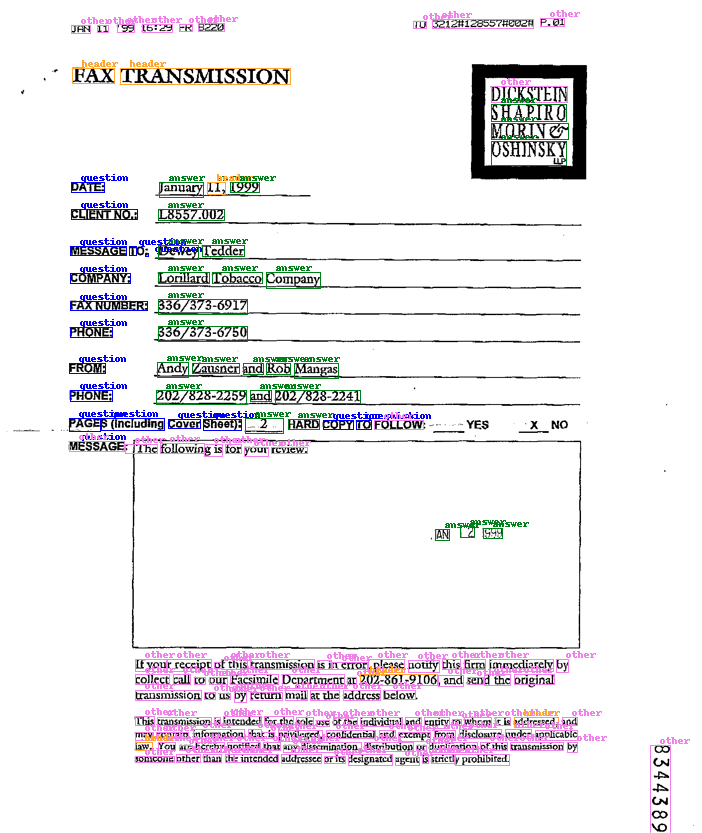 JAN 11 '99 16:29 FR 8220 TO 3212#128557#002# P.01
FAX TRANSMISSION
DICKSTEIN
SHAPIRO
MORIN &
OSHINSKY
LLP
DATE: January 11, 1999
CLIENT NO.: L8557.002
MESSAGE TO: Dewey Tedder
COMPANY: Lorillard Tobacco Company
FAX NUMBER: 336/373-6917
PHONE: 336/373-6750
FROM: Andy Zausner and Rob Mangas
PHONE: 202/828-2259 and 202/828-2241
PAGES (Including Cover Sheet): 2 HARD COPY TO FOLLOW: YES X NO
MESSAGE: The following is for your review.
If your receipt of this transmission is in error, please notify this firm immediately by
collect call to our Facsimile Department at 202-861-9106, and send the original
transmission to us by return mail at the address below.
This transmission is intended for the sole use of the individual and entity to whom it is addressed, and
may contain information that is privileged, confidential and exempt from disclosure under applicable
law. You are hereby notified that any dissemination, distribution or duplication of this transmission by
someone other than the intended addressee or its designated agent is strictly prohibited.
8344389